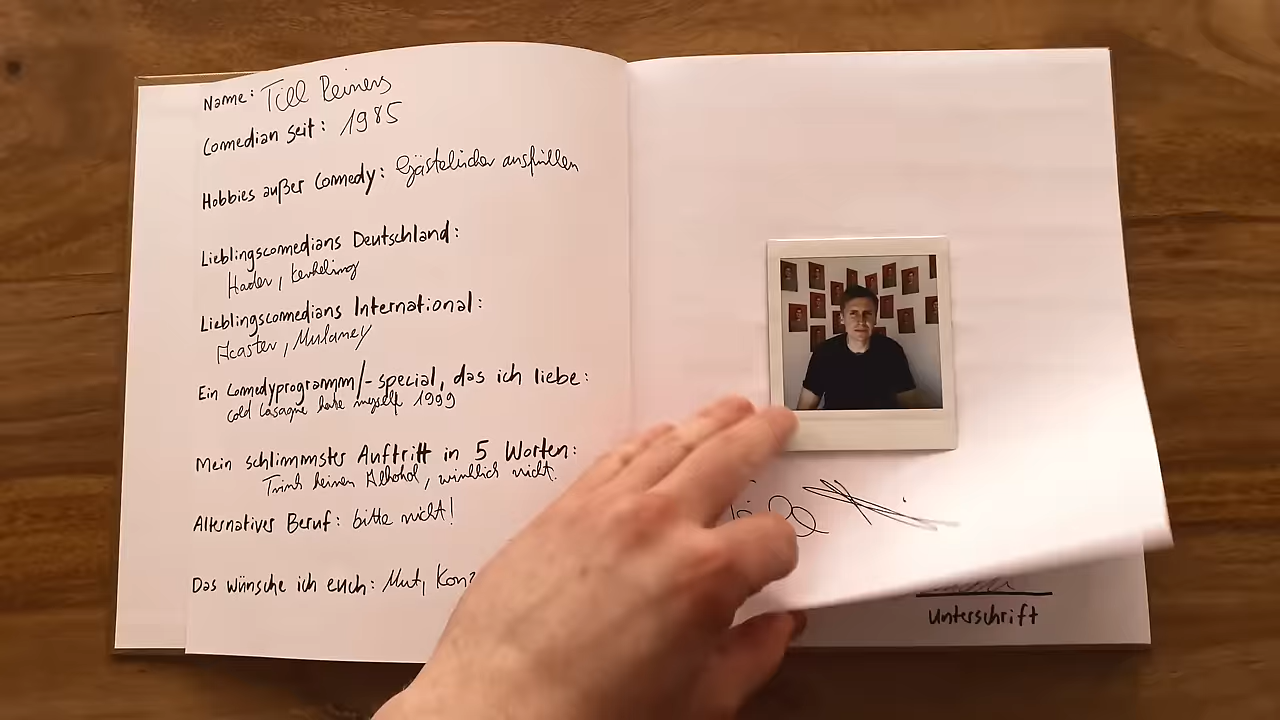 Name: Till Reiners
Comedian seit: 1985
Hobbies außer Comedy: Gästebücher ausfüllen
Lieblingscomedians Deutschland:
Hader, Kerkeling
Lieblingscomedians International:
Acaster, Mulaney
Ein Comedyprogramm/-special, das ich liebe:
cold lasagne hate myself 1999
Mein schlimmster Auftritt in 5 Worten:
Trink keinen Alkohol, wirklich nicht.
Alternativer Beruf: bitte nicht!
Das wünsche ich euch: Mut,
Unterschrift